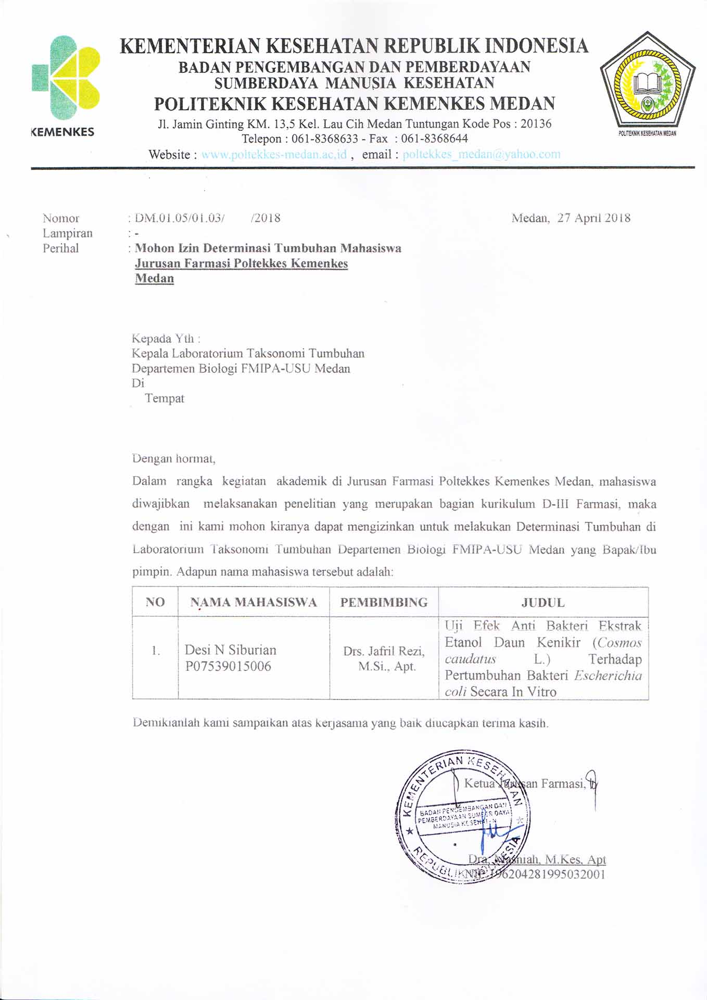 KEMENTERIAN KESEHATAN REPUBLIK INDONESIA
BADAN PENGEMBANGAN DAN PEMBERDAYAAN
SUMBERDAYA MANUSIA KESEHATAN
POLITEKNIK KESEHATAN KEMENKES MEDAN
Jl. Jamin Ginting KM. 13,5 Kel. Lau Cih Medan Tuntungan Kode Pos : 20136
Telepon : 061-8368633 - Fax : 061-8368644
Website : www.poltekkes-medan.ac,id , email : poltekkes_medan@yahoo.com
KEMENKES
POLITEKNIK KESEHATAN MEDAN
Nomor : DM.01.05/01.03/ /2018 Medan, 27 April 2018
Lampiran : -
Perihal : Mohon Izin Determinasi Tumbuhan Mahasiswa
Jurusan Farmasi Poltekkes Kemenkes
Medan
Kepada Yth :
Kepala Laboratorium Taksonomi Tumbuhan
Departemen Biologi FMIPA-USU Medan
Di
Tempat
Dengan hormat,
Dalam rangka kegiatan akademik di Jurusan Farmasi Poltekkes Kemenkes Medan, mahasiswa
diwajibkan melaksanakan penelitian yang merupakan bagian kurikulum D-III Farmasi, maka
dengan ini kami mohon kiranya dapat mengizinkan untuk melakukan Determinasi Tumbuhan di
Laboratorium Taksonomi Tumbuhan Departemen Biologi FMIPA-USU Medan yang Bapak/Ibu
pimpin. Adapun nama mahasiswa tersebut adalah:
NO NAMA MAHASISWA PEMBIMBING JUDUL
1.
Desi N Siburian
P07539015006
Drs. Jafril Rezi,
M.Si., Apt.
Uji Efek Anti Bakteri Ekstrak
Etanol Daun Kenikir (Cosmos
caudatus L.) Terhadap
Pertumbuhan Bakteri Escherichia
coli Secara In Vitro
Demikianlah kami sampaikan atas kerjasama yang baik diucapkan terima kasih.
Ketua Jurusan Farmasi,
KEMENTERIAN KESEHATAN
BADAN PENGEMBANGAN DAN
PEMBERDAYAAN SUMBER DAYA
MANUSIA KESEHATAN
REPUBLIK INDONESIA
Dra. Masniah, M.Kes, Apt
NIP.196204281995032001